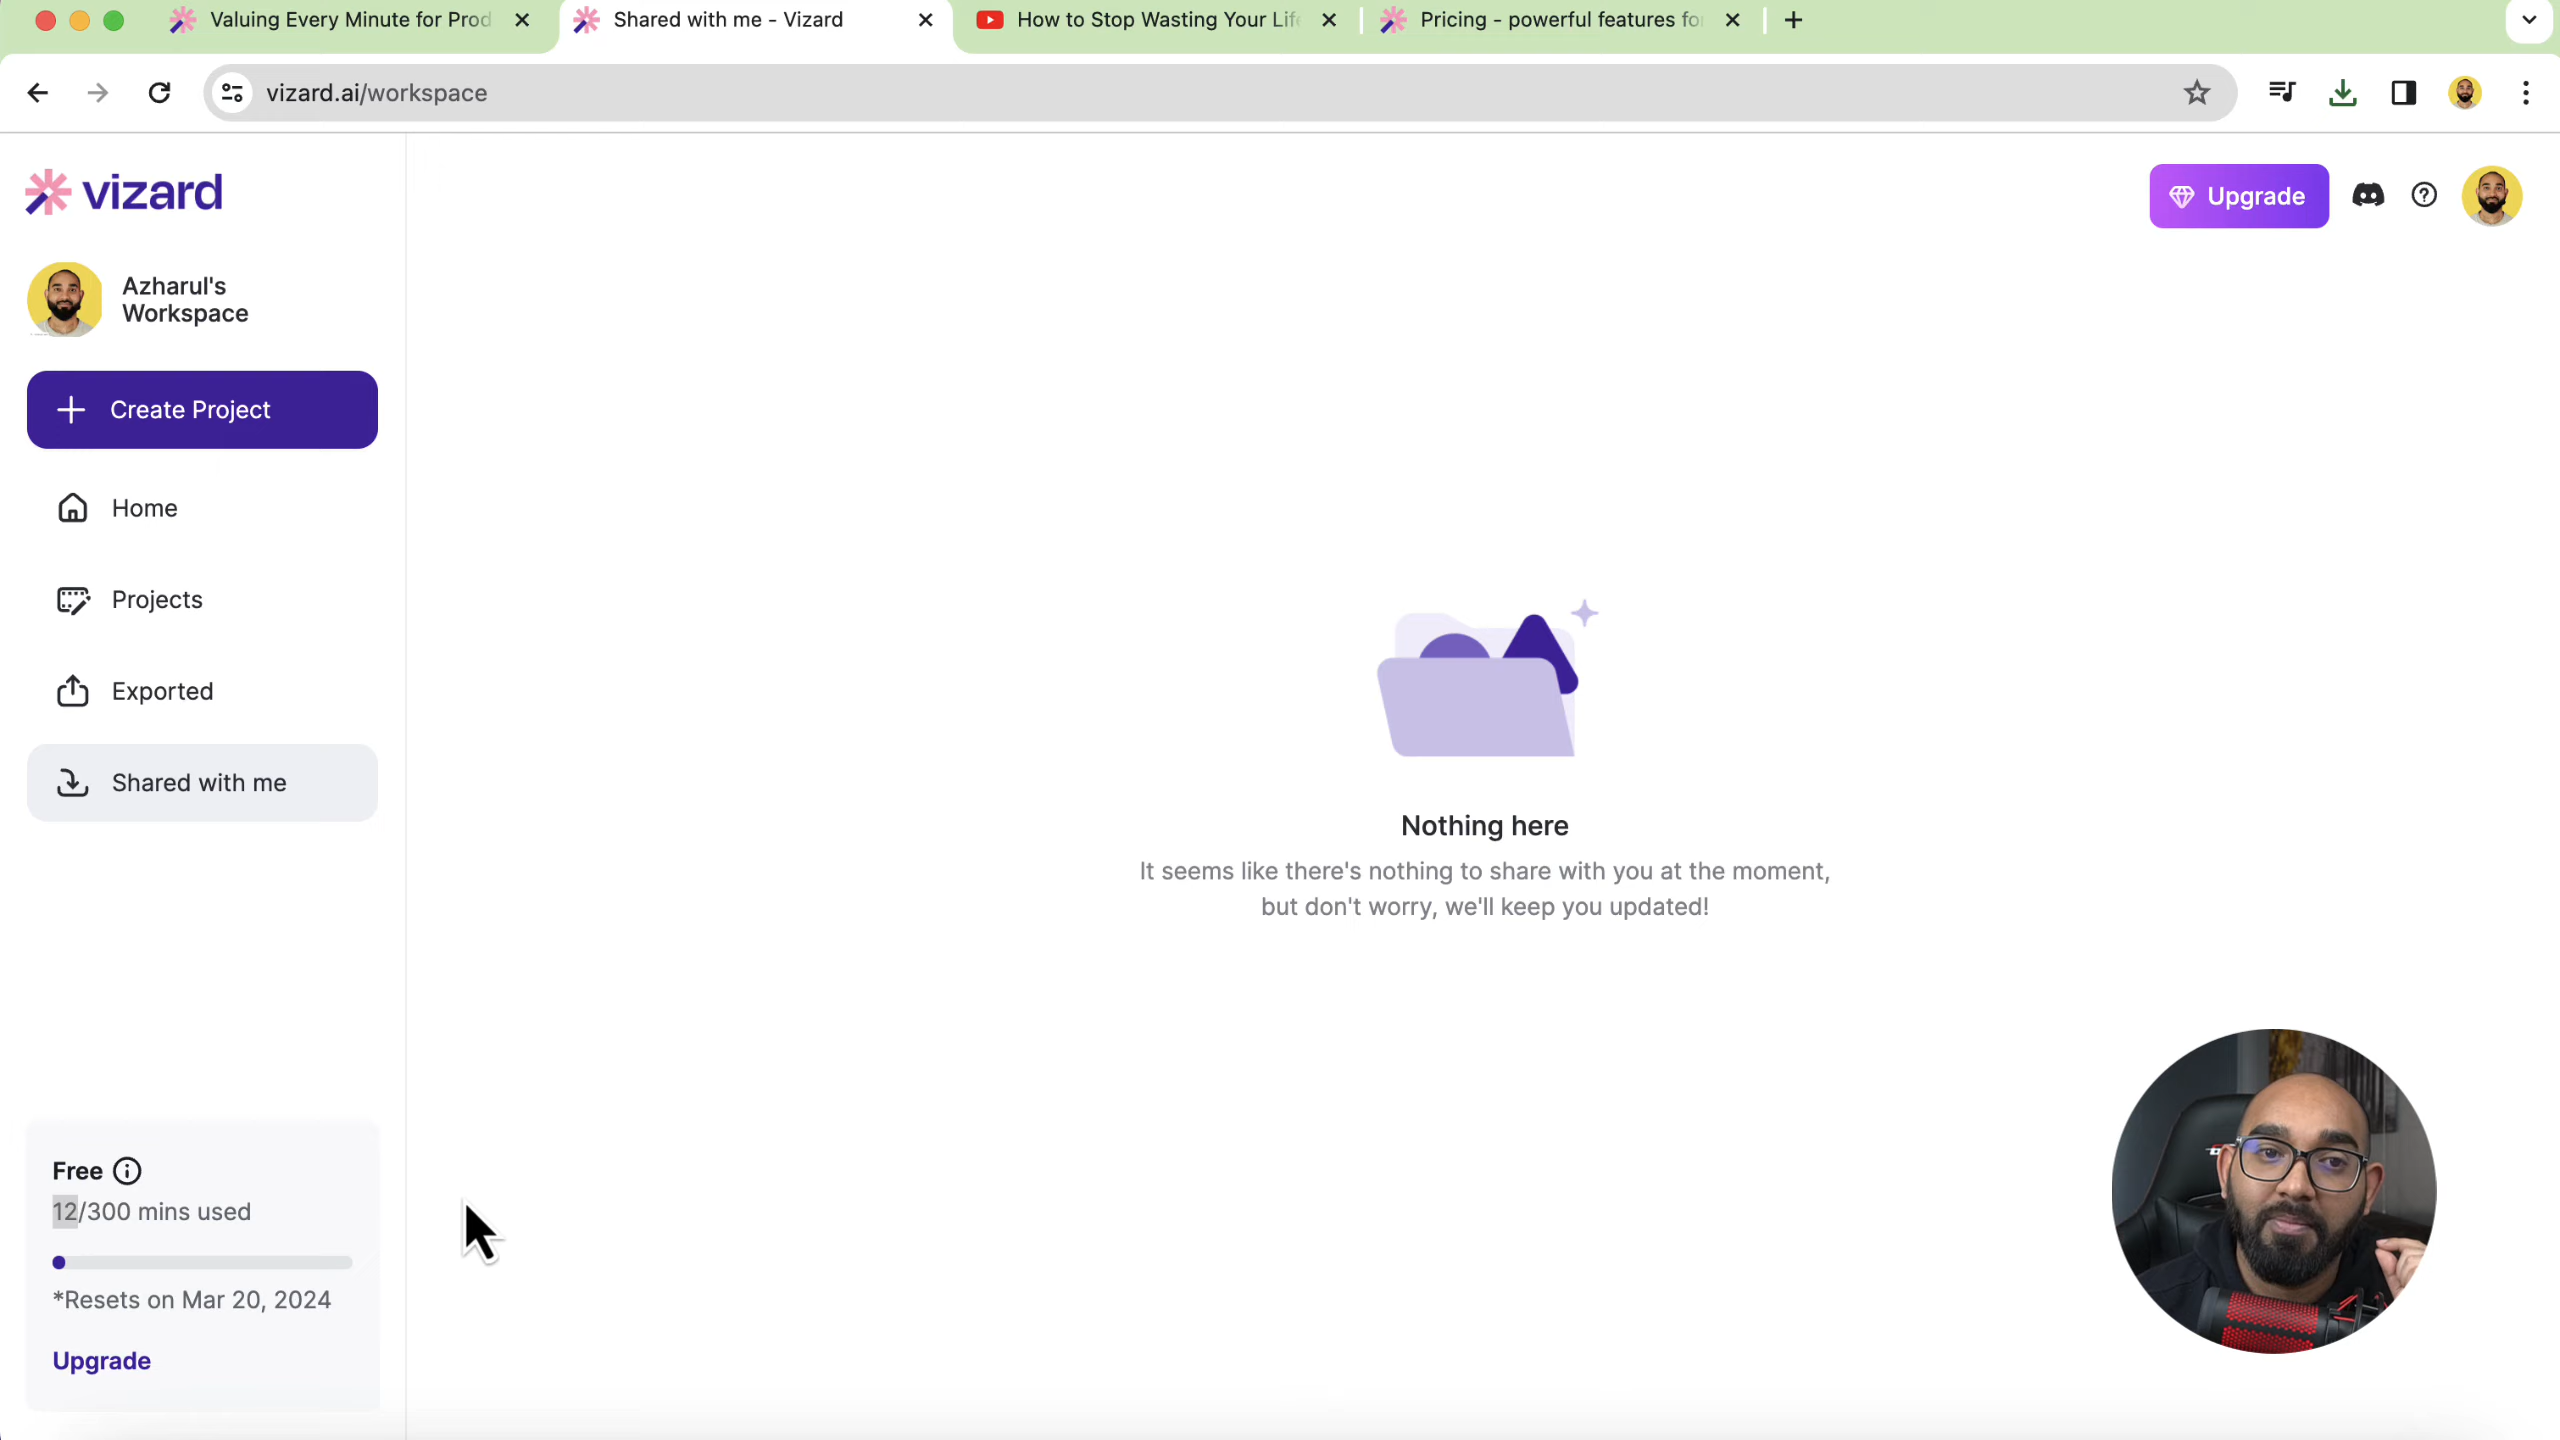 Valuing Every Minute for Prod
Shared with me - Vizard
How to Stop Wasting Your Life
Pricing - powerful features for
vizard.ai/workspace
vizard
Upgrade
Azharul's
Workspace
Create Project
Home
Projects
Exported
Shared with me
Nothing here
It seems like there's nothing to share with you at the moment,
but don't worry, we'll keep you updated!
Free
12/300 mins used
*Resets on Mar 20, 2024
Upgrade